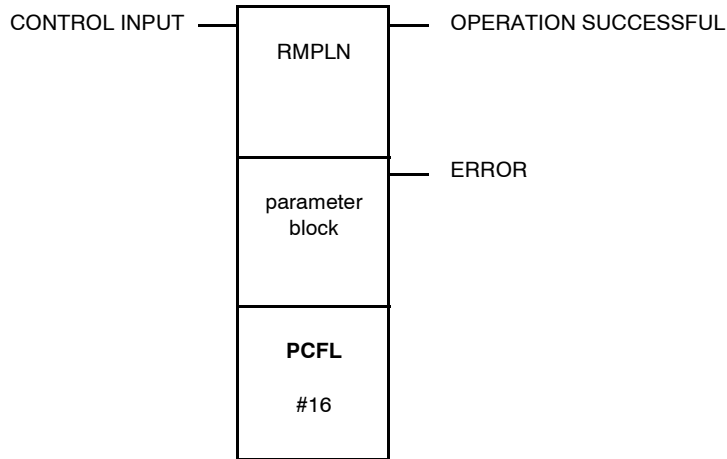 CONTROL INPUT
OPERATION SUCCESSFUL
RMPLN
ERROR
parameter
block
PCFL
#16